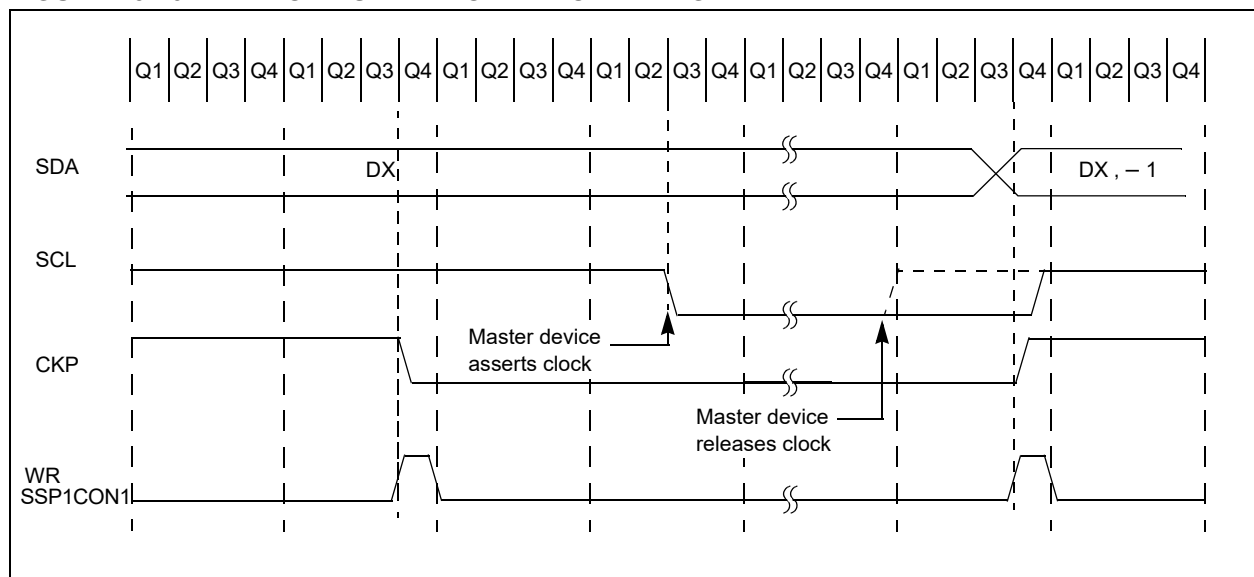 Q1 Q2 Q3 Q4 Q1 Q2 Q3 Q4 Q1 Q2 Q3 Q4 Q1 Q2 Q3 Q4 Q1 Q2 Q3 Q4 Q1 Q2 Q3 Q4 Q1 Q2 Q3 Q4
SDA
DX
DX , – 1
SCL
Master device
asserts clock
CKP
Master device
releases clock
WR
SSP1CON1